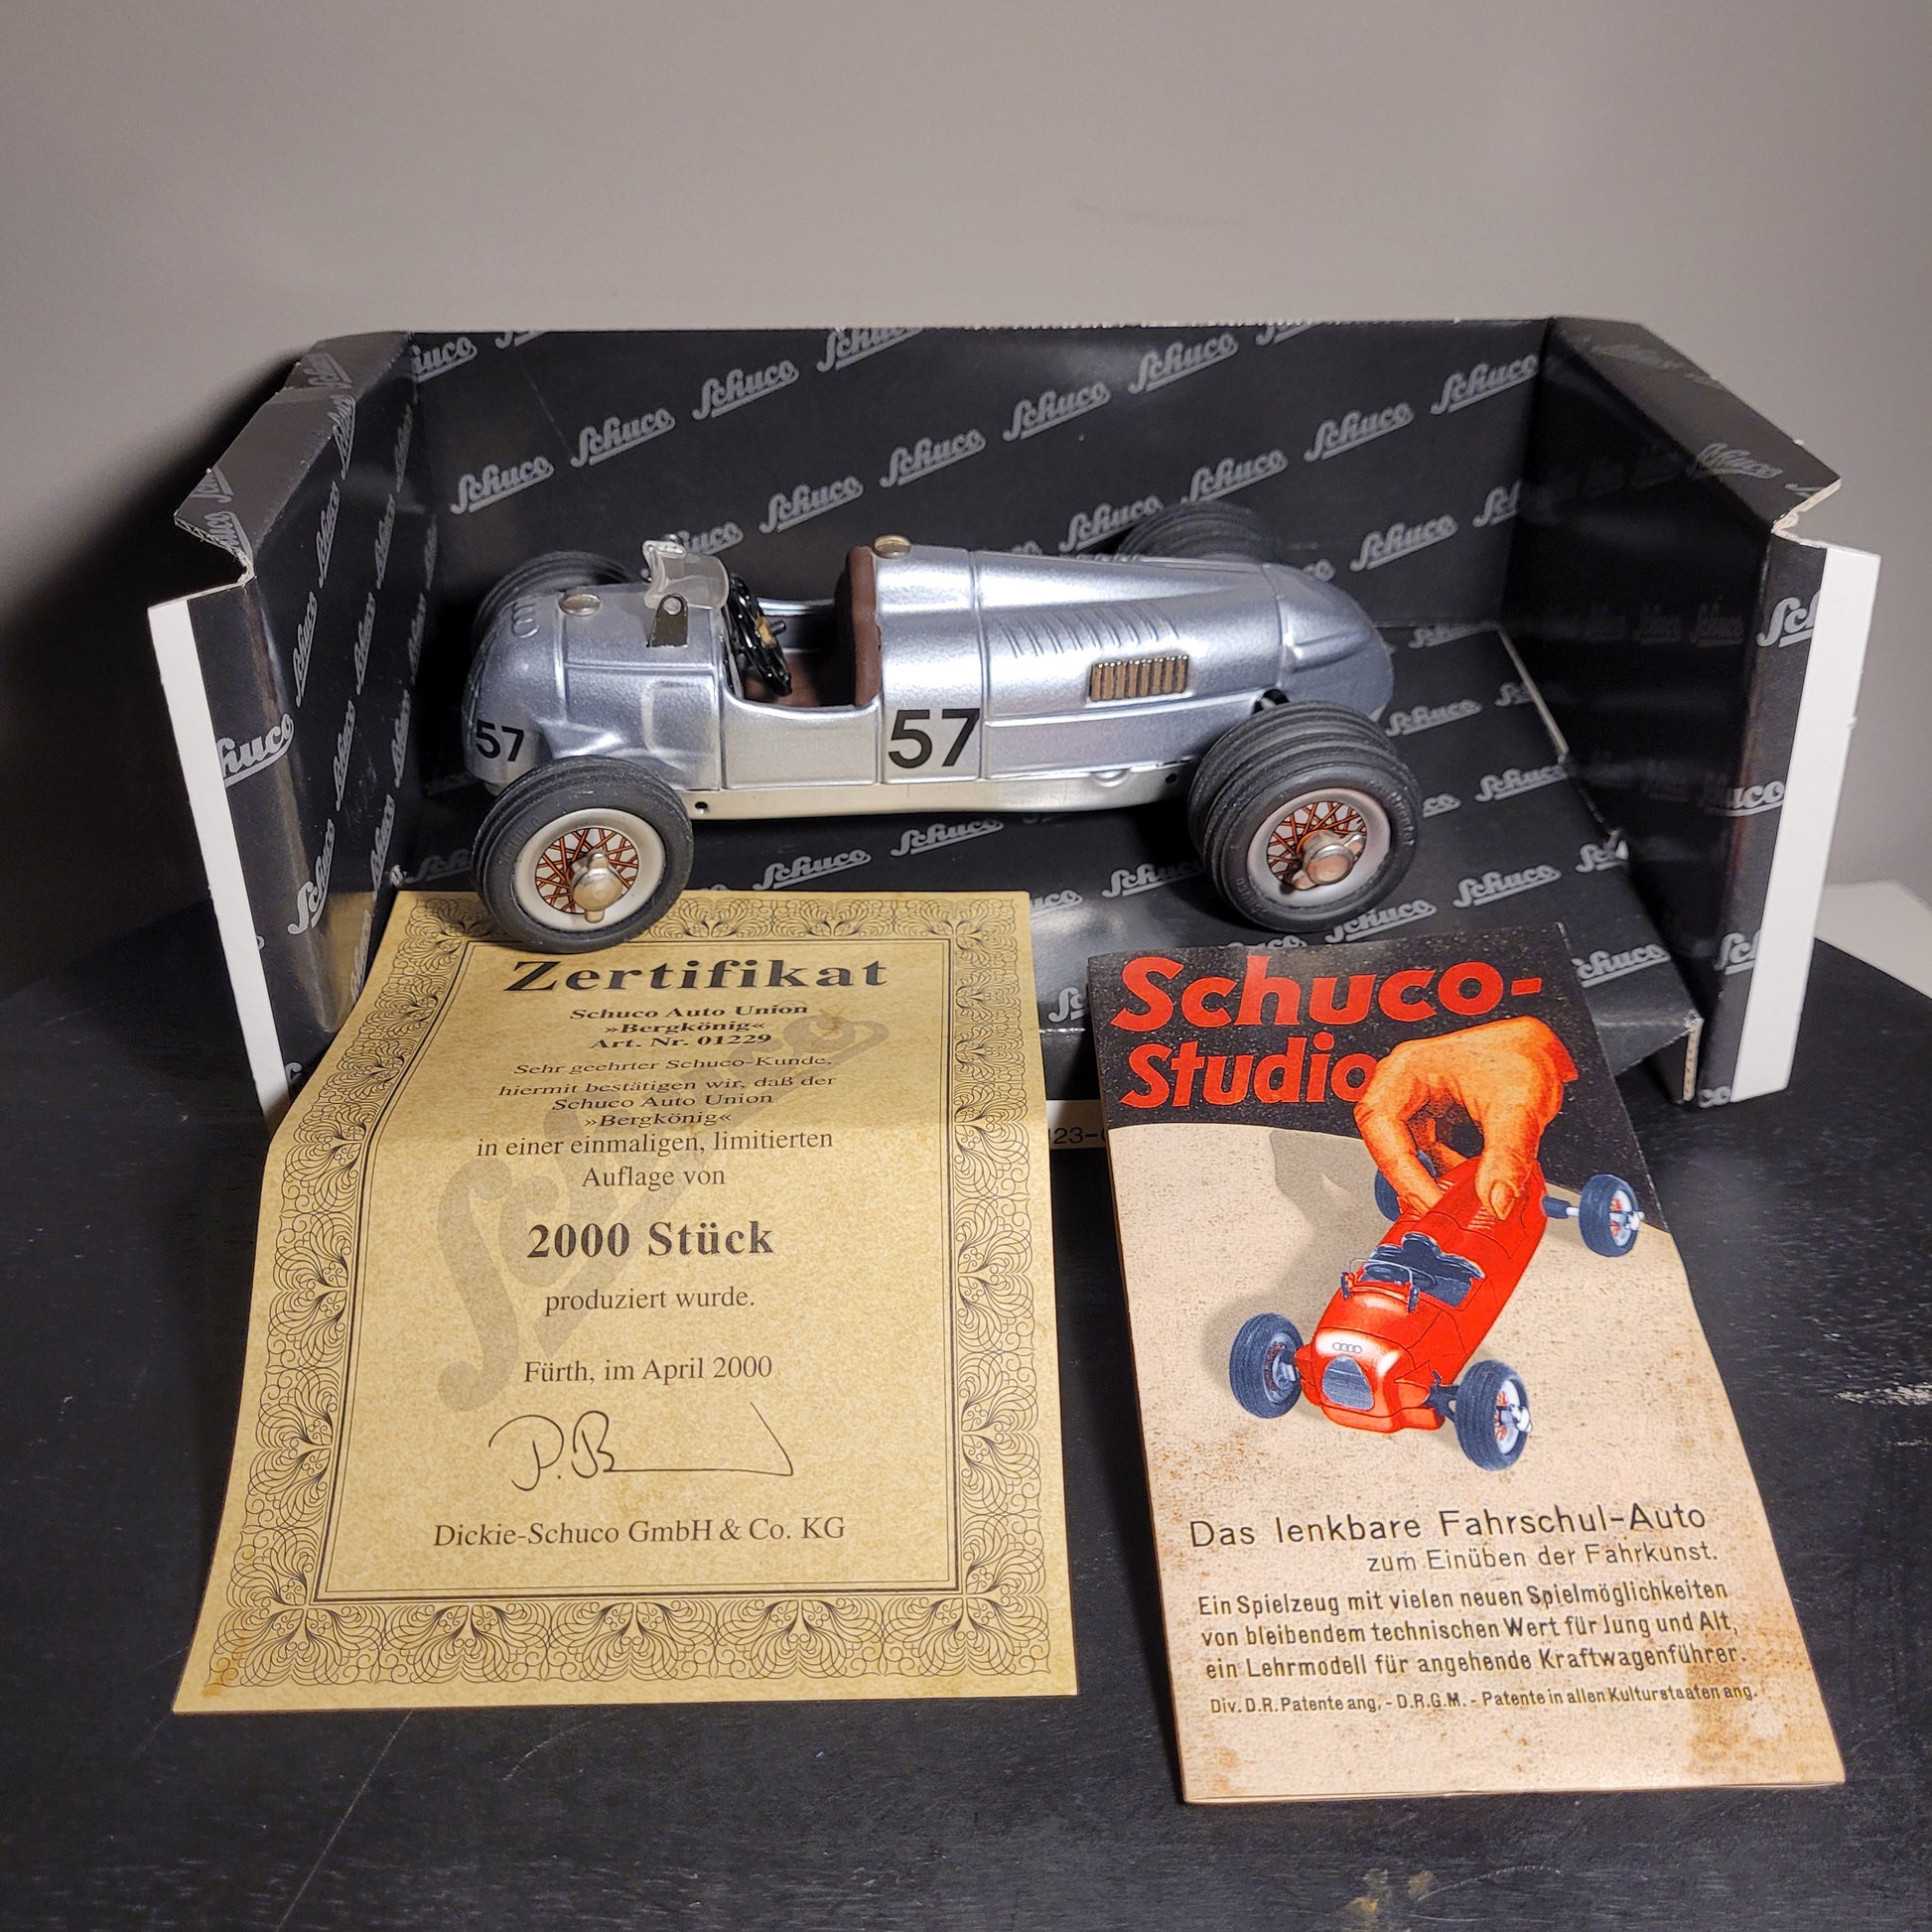 Schuco
57
57
Zertifikat
Schuco Auto Union
»Bergkönig«
Art. Nr. 01229
Sehr geehrter Schuco-Kunde,
hiermit bestätigen wir, daß der
Schuco Auto Union
»Bergkönig«
in einer einmaligen, limitierten
Auflage von
2000 Stück
produziert wurde.
Fürth, im April 2000
Dickie-Schuco GmbH & Co. KG
Schuco-
Studio
Das lenkbare Fahrschul-Auto
zum Einüben der Fahrkunst.
Ein Spielzeug mit vielen neuen Spielmöglichkeiten
von bleibendem technischen Wert für Jung und Alt,
ein Lehrmodell für angehende Kraftwagenführer.
Div. D. R. Patente ang. - D.R.G.M. - Patente in allen Kulturstaaten ang.